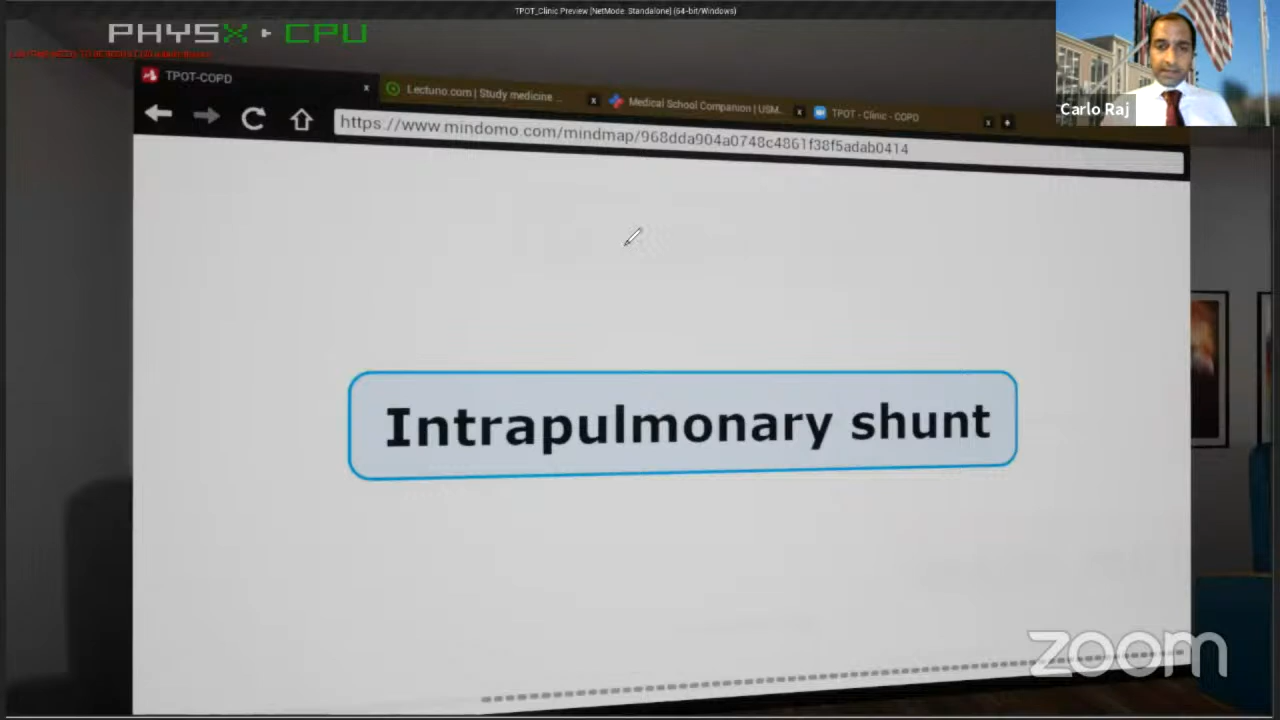 TPOT_Clinic Preview [NetMode: Standalone] (64-bit/Windows)
PHYSX CPU
Carlo Raj
TPOT-COPD x
Lectuno.com | Study medicine ... x
Medical School Companion | USM... x
TPOT - Clinic - COPD x +
https://www.mindomo.com/mindmap/968dda904a0748c4861f38f5adab0414
Intrapulmonary shunt
zoom